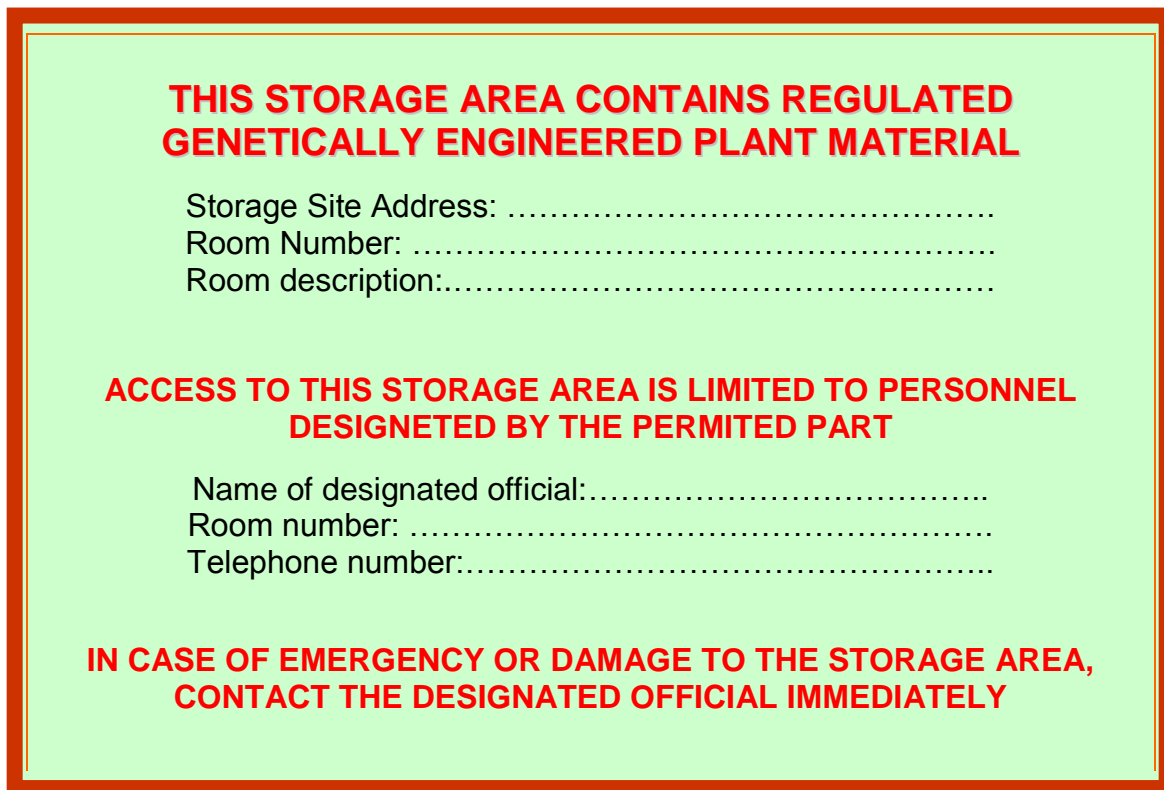 THIS STORAGE AREA CONTAINS REGULATED
GENETICALLY ENGINEERED PLANT MATERIAL
Storage Site Address: ……………………………………….
Room Number: ……………………………………………….
Room description:.……………………………………………
ACCESS TO THIS STORAGE AREA IS LIMITED TO PERSONNEL
DESIGNETED BY THE PERMITED PART
Name of designated official:………………………………..
Room number: ……………………………………………….
Telephone number:…………………………………………..
IN CASE OF EMERGENCY OR DAMAGE TO THE STORAGE AREA,
CONTACT THE DESIGNATED OFFICIAL IMMEDIATELY